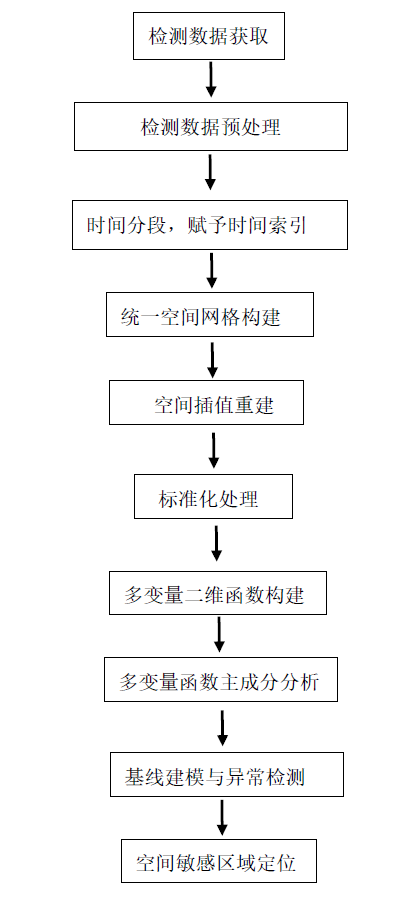 检测数据获取
检测数据预处理
时间分段，赋予时间索引
统一空间网格构建
空间插值重建
标准化处理
多变量二维函数构建
多变量函数主成分分析
基线建模与异常检测
空间敏感区域定位